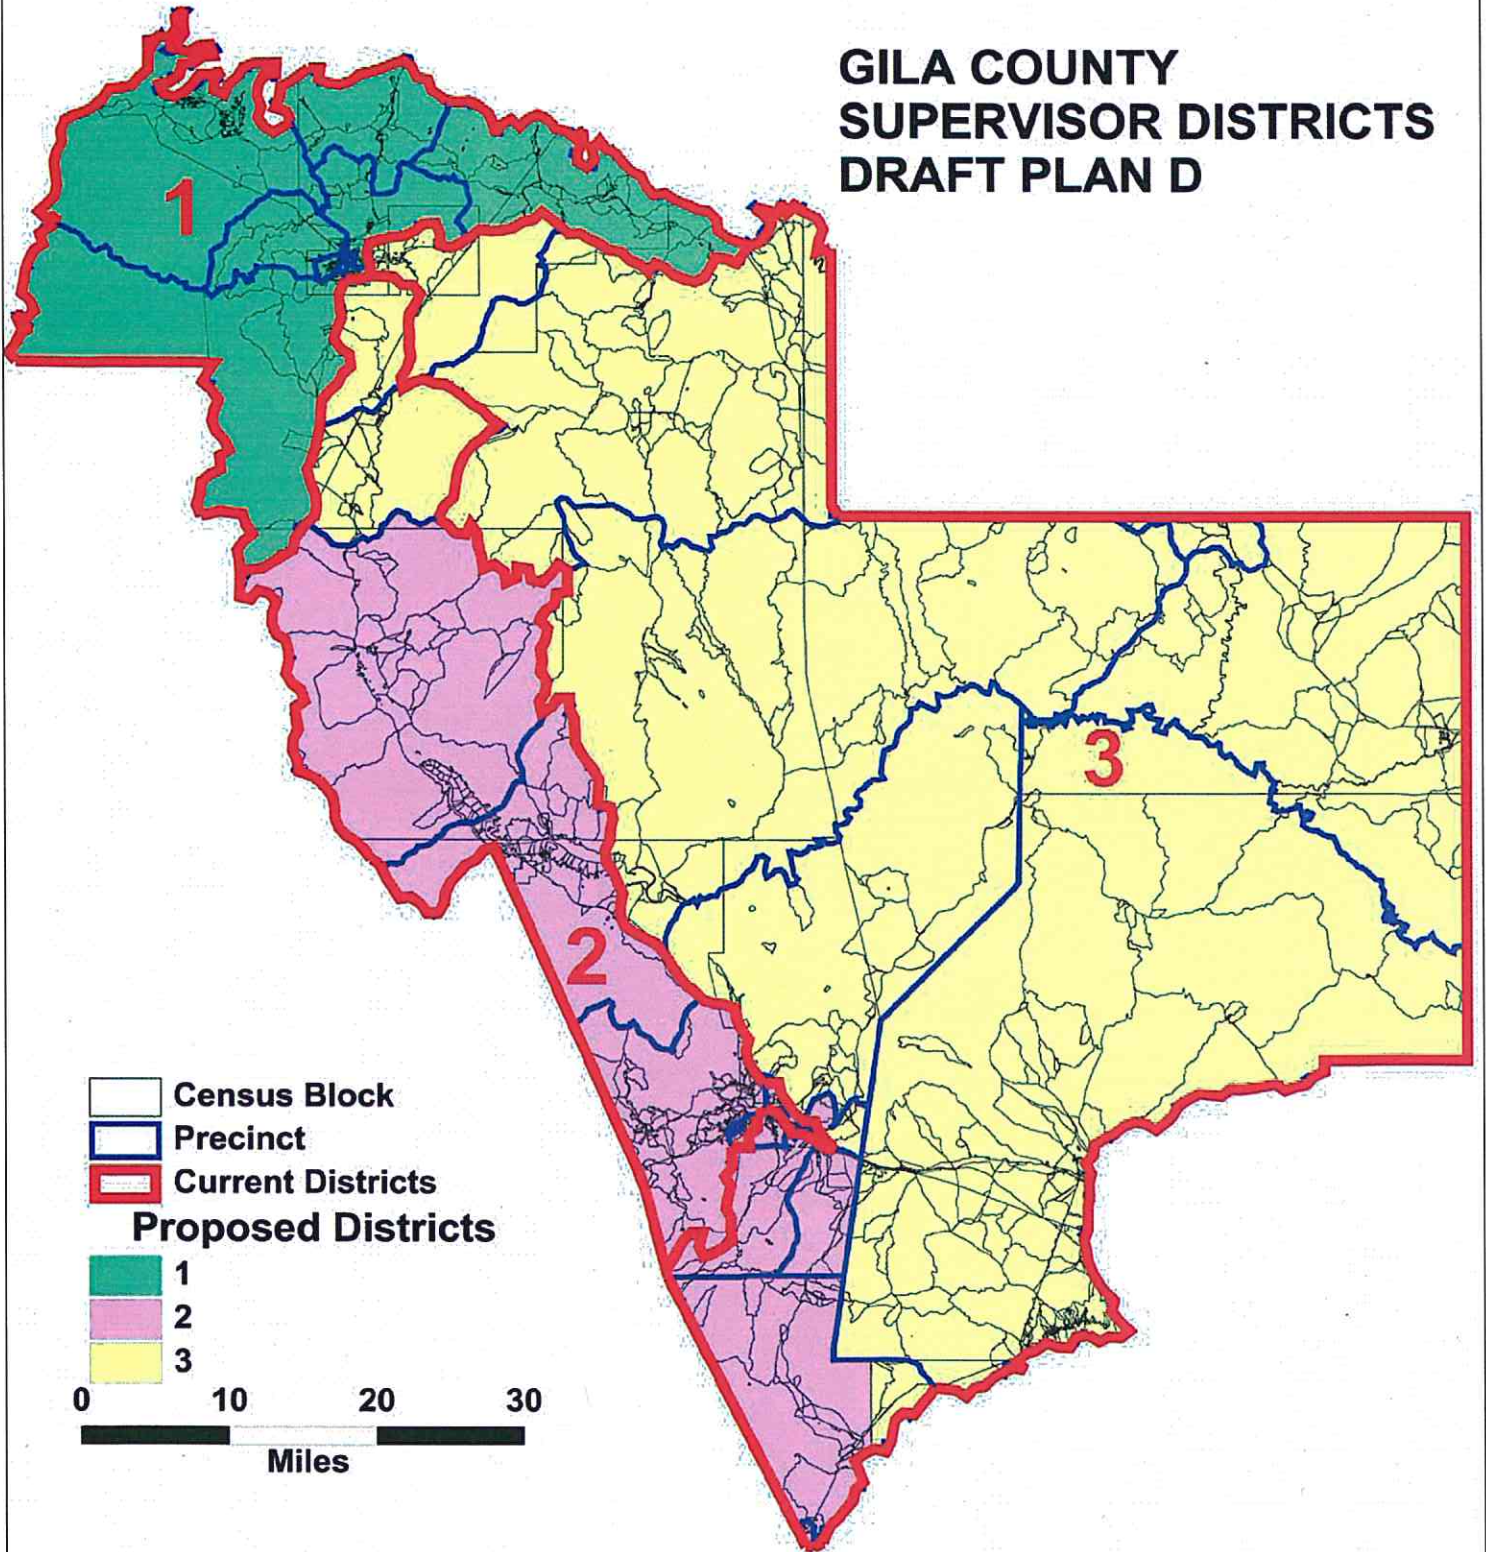 GILA COUNTY
SUPERVISOR DISTRICTS
DRAFT PLAN D
1
3
2
Census Block
Precinct
Current Districts
Proposed Districts
1
2
3
0 10 20 30
Miles